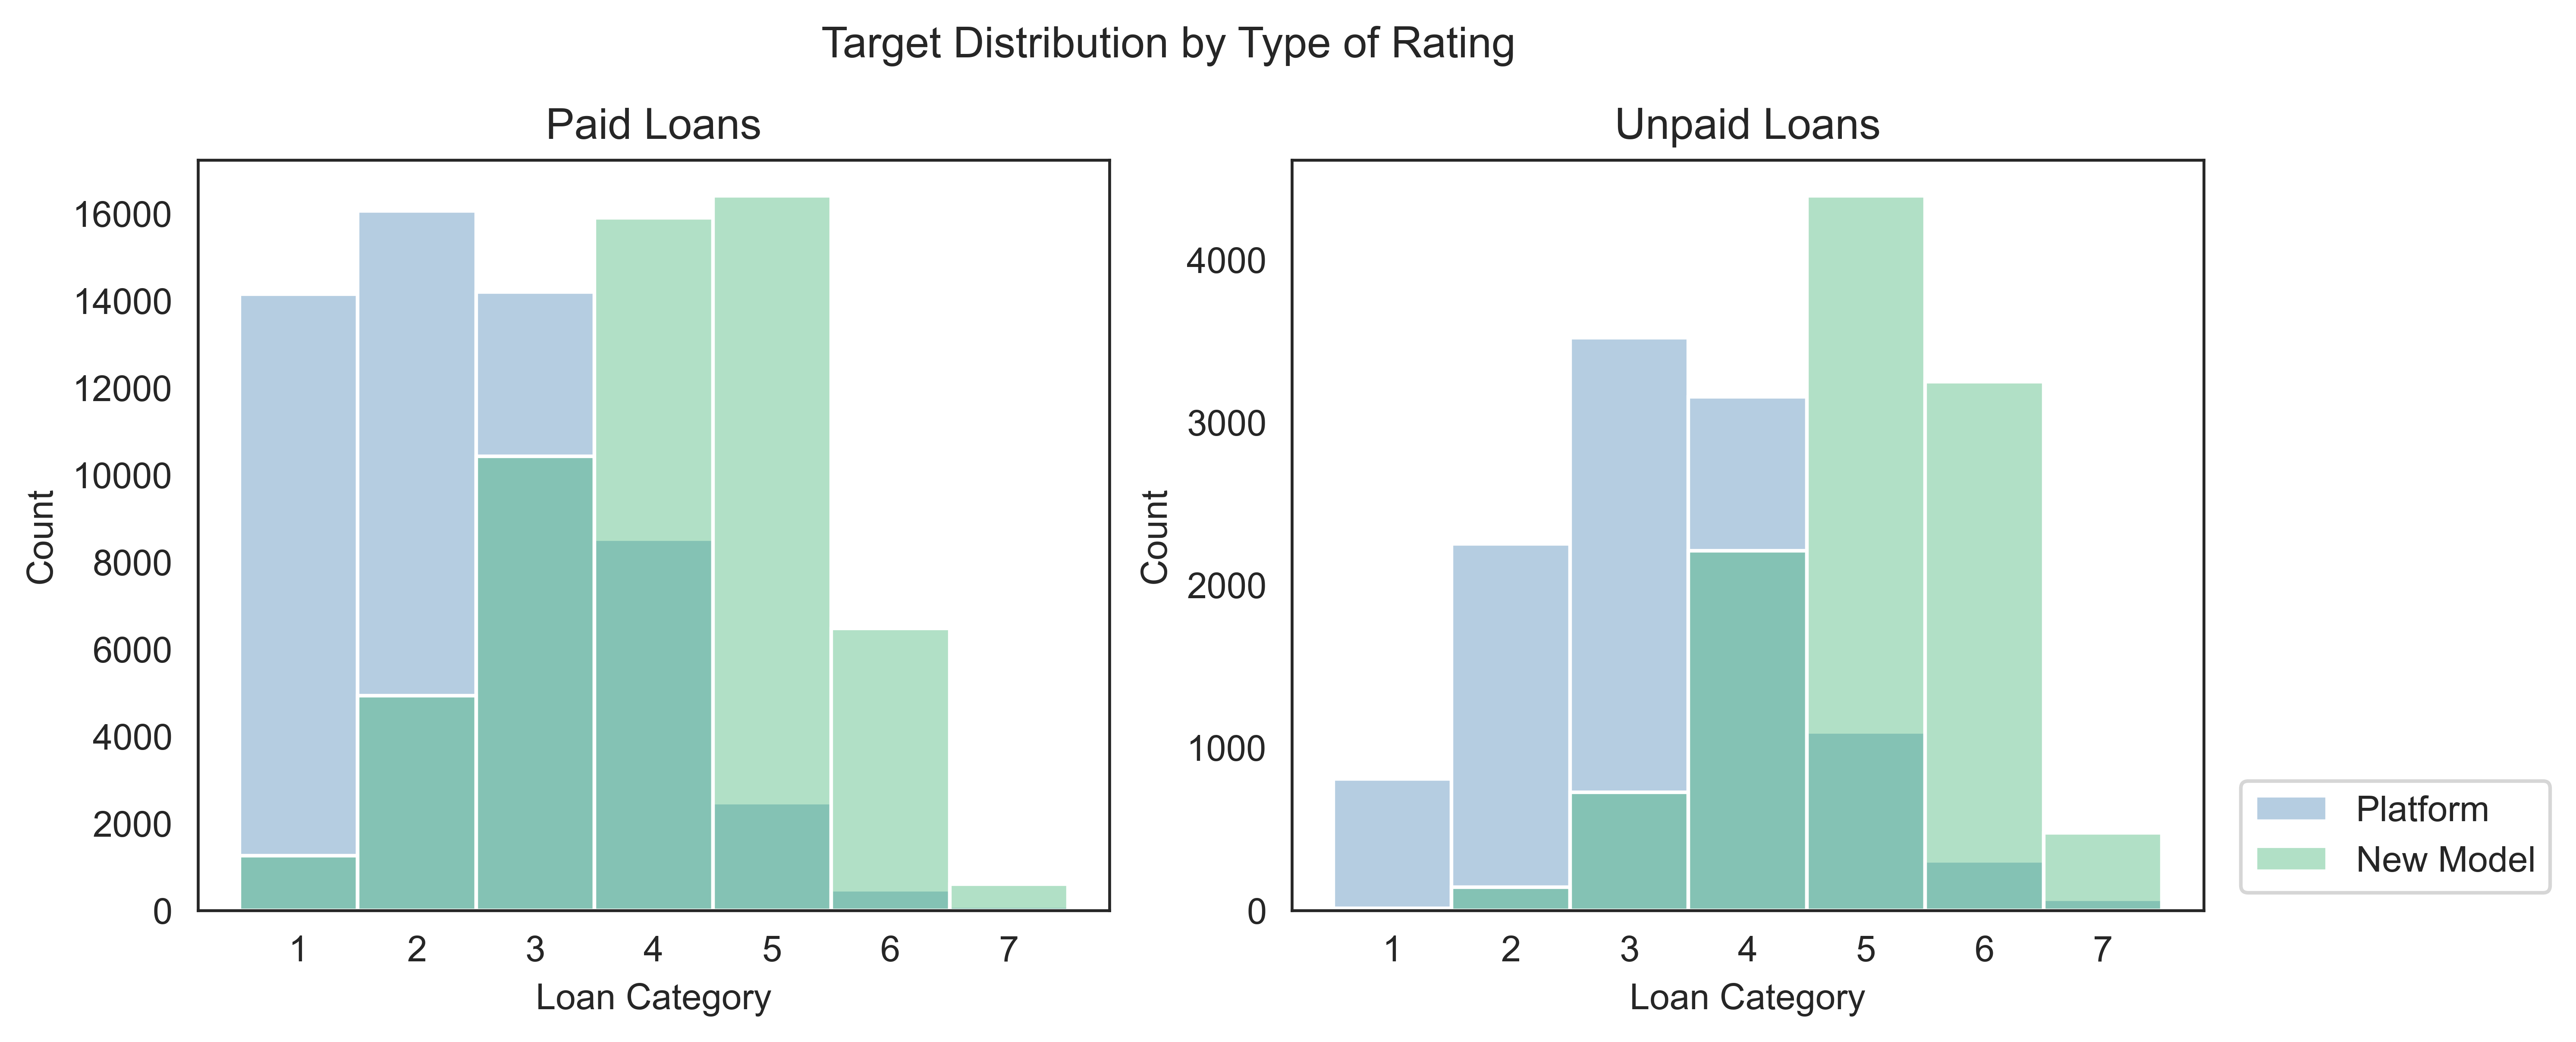 Target Distribution by Type of Rating
Paid Loans
16000
14000
12000
10000
8000
6000
4000
2000
0
Count
1 2 3 4 5 6 7
Loan Category
Unpaid Loans
4000
3000
2000
1000
0
Count
1 2 3 4 5 6 7
Loan Category
Platform
New Model